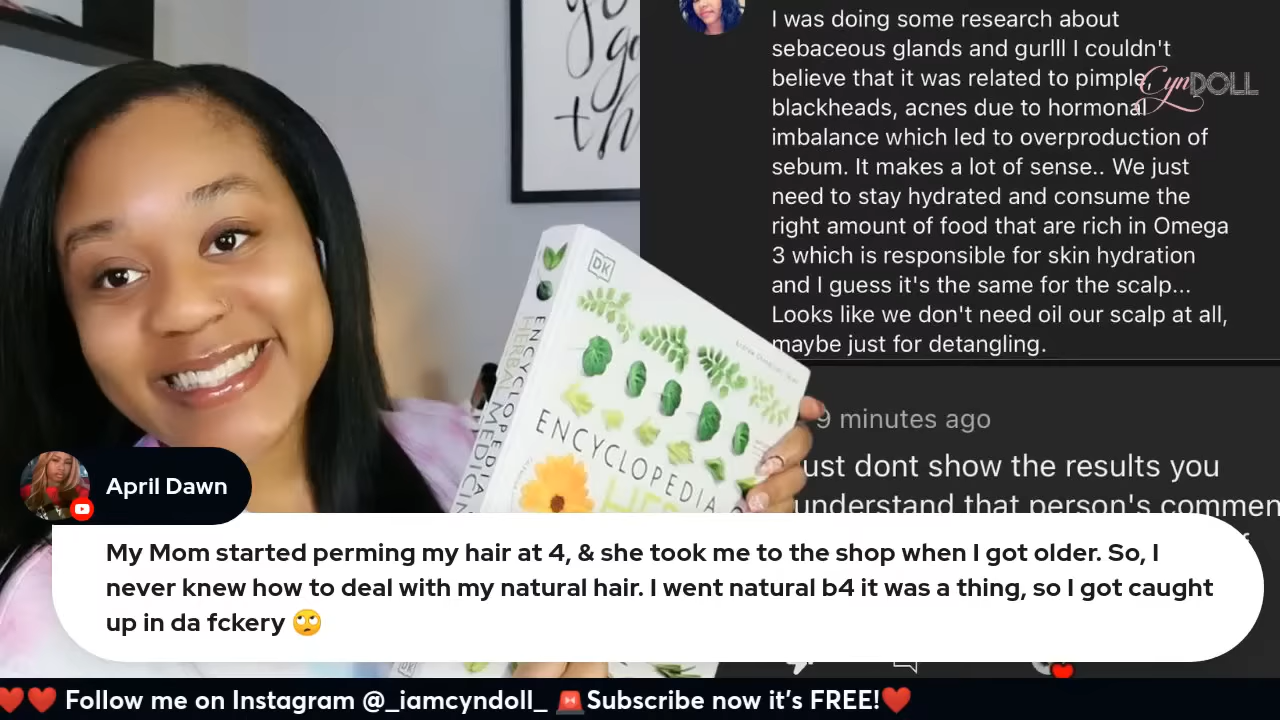 I was doing some research about
sebaceous glands and gurlll I couldn't
believe that it was related to pimple,
blackheads, acnes due to hormonal
imbalance which led to overproduction of
sebum. It makes a lot of sense.. We just
need to stay hydrated and consume the
right amount of food that are rich in Omega
3 which is responsible for skin hydration
and I guess it's the same for the scalp...
Looks like we don't need oil our scalp at all,
maybe just for detangling.
CynDOLL
DK
ENCYCLOPEDIA
HERBAL MEDICIN
ENCYCLOPEDIA
9 minutes ago
ust dont show the results you
understand that person's commen
April Dawn
My Mom started perming my hair at 4, & she took me to the shop when I got older. So, I
never knew how to deal with my natural hair. I went natural b4 it was a thing, so I got caught
up in da fckery 🙄
❤️❤️ Follow me on Instagram @_iamcyndoll_ 🚨Subscribe now it's FREE!❤️